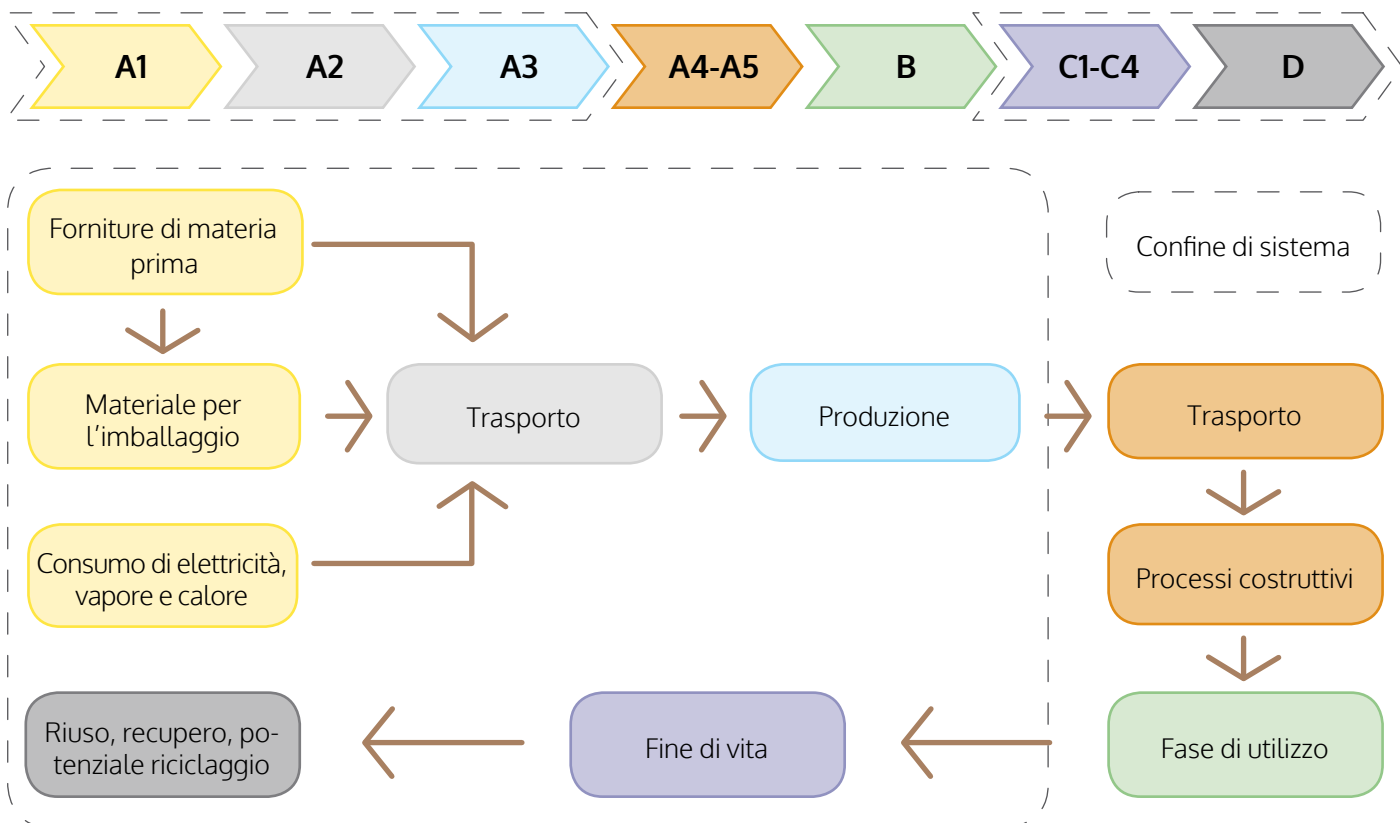 A1
A2
A3
A4-A5
B
C1-C4
D
Forniture di materia
prima
Confine di sistema
Materiale per
l'imballaggio
Trasporto
Produzione
Trasporto
Consumo di elettricità,
vapore e calore
Processi costruttivi
Riuso, recupero, po-
tenziale riciclaggio
Fine di vita
Fase di utilizzo